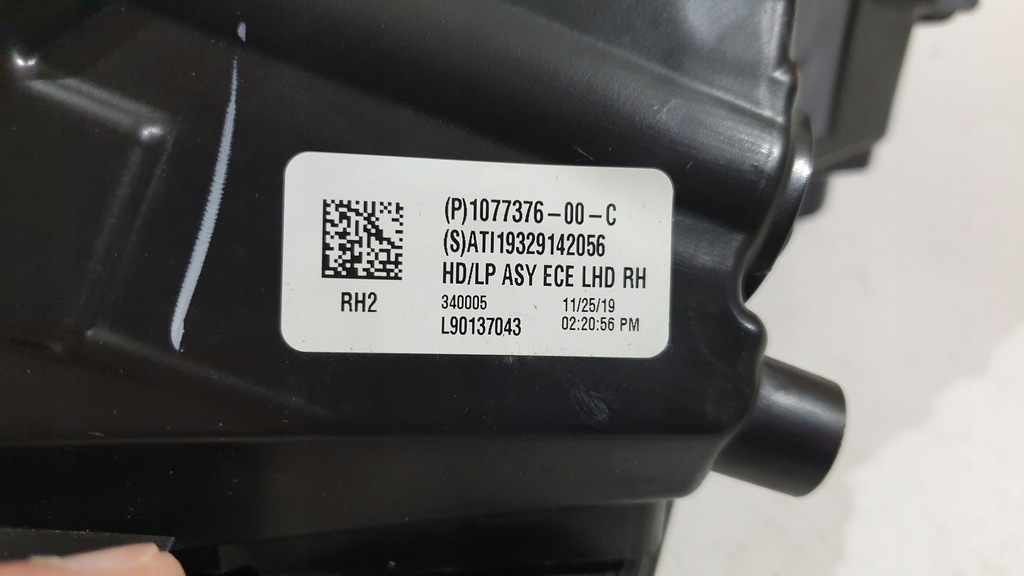 (P)1077376-00-C
(S)ATI19329142056
HD/LP ASY ECE LHD RH
RH2
340005 11/25/19
L90137043 02:20:56 PM